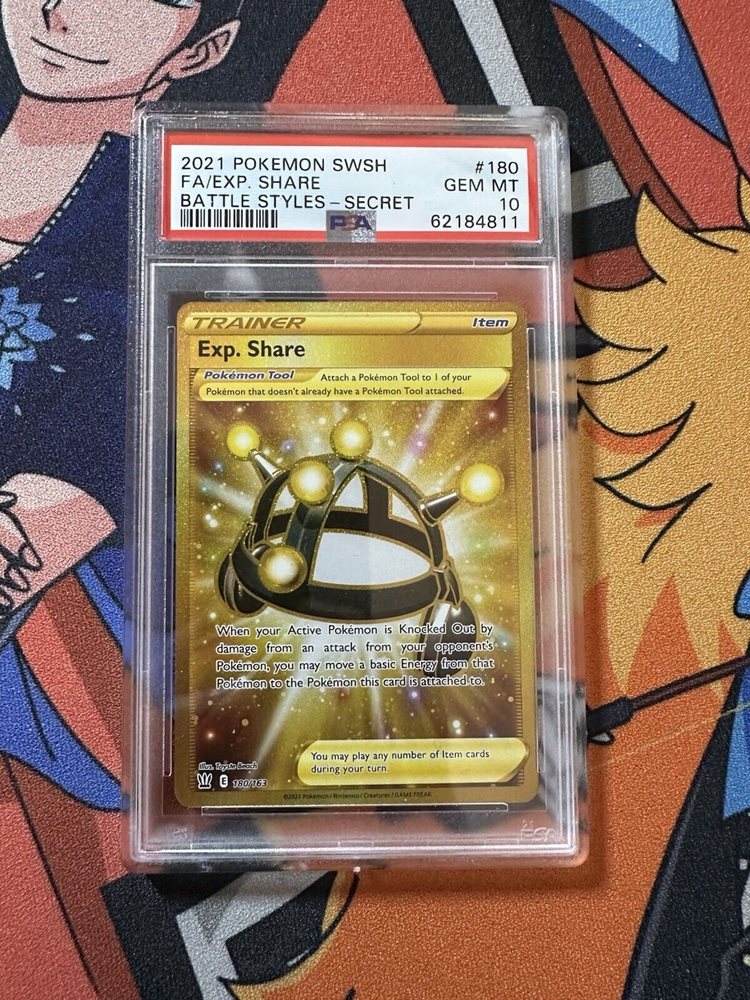 2021 POKEMON SWSH #180
FA/EXP. SHARE GEM MT
BATTLE STYLES - SECRET 10
PSA 62184811
TRAINER Item
Exp. Share
Pokémon Tool Attach a Pokémon Tool to 1 of your
Pokémon that doesn't already have a Pokémon Tool attached.
When your Active Pokémon is Knocked Out by
damage from an attack from your opponent's
Pokémon, you may move a basic Energy from that
Pokémon to the Pokémon this card is attached to.
You may play any number of Item cards
during your turn.
Illus. Toyste Beach
E 180/163
©2021 Pokémon / Nintendo / Creatures / GAME FREAK